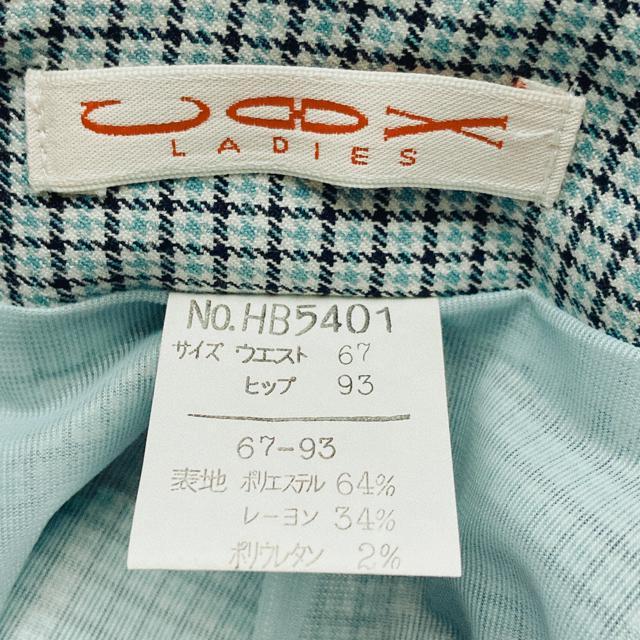 JOBX
LADIES
No.HB5401
サイズ ウエスト 67
ヒップ 93
67-93
表地 ポリエステル 64%
レーヨン 34%
ポリウレタン 2%